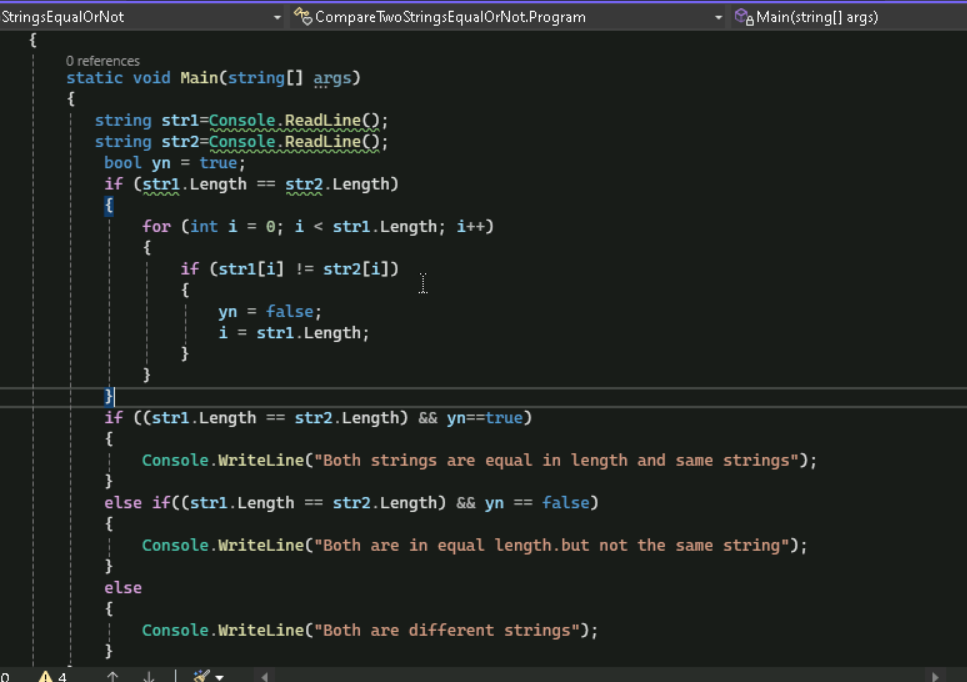 StringsEqualOrNot CompareTwoStringsEqualOrNot.Program Main(string[] args)
{
0 references
static void Main(string[] args)
{
string str1=Console.ReadLine();
string str2=Console.ReadLine();
bool yn = true;
if (str1.Length == str2.Length)
{
for (int i = 0; i < str1.Length; i++)
{
if (str1[i] != str2[i])
{
yn = false;
i = str1.Length;
}
}
}
if ((str1.Length == str2.Length) && yn==true)
{
Console.WriteLine("Both strings are equal in length and same strings");
}
else if((str1.Length == str2.Length) && yn == false)
{
Console.WriteLine("Both are in equal length.but not the same string");
}
else
{
Console.WriteLine("Both are different strings");
}
0 4